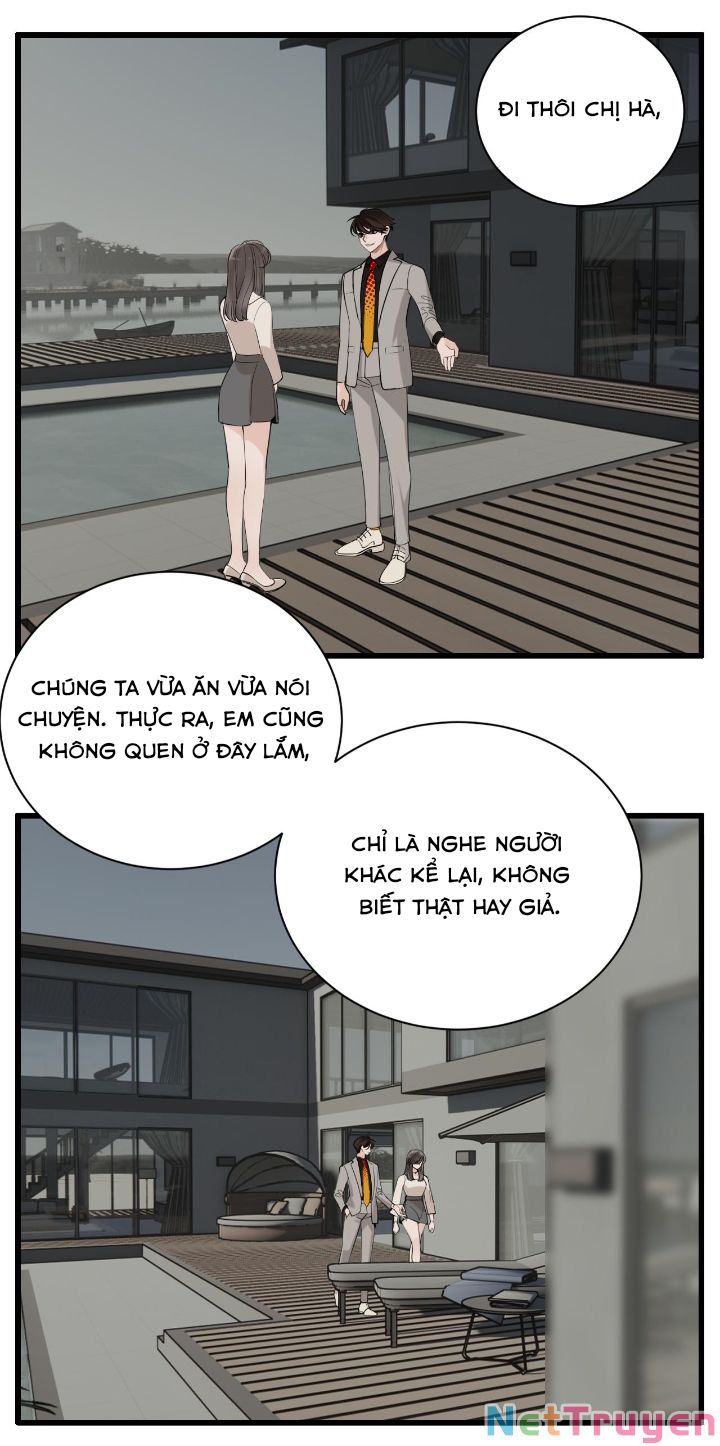 ĐI THÔI CHỊ HÀ,
CHÚNG TA VỪA ĂN VỪA NÓI
CHUYỆN. THỰC RA, EM CŨNG
KHÔNG QUEN Ở ĐÂY LẮM,
CHỈ LÀ NGHE NGƯỜI
KHÁC KỂ LẠI, KHÔNG
BIẾT THẬT HAY GIẢ.
NetTruyen